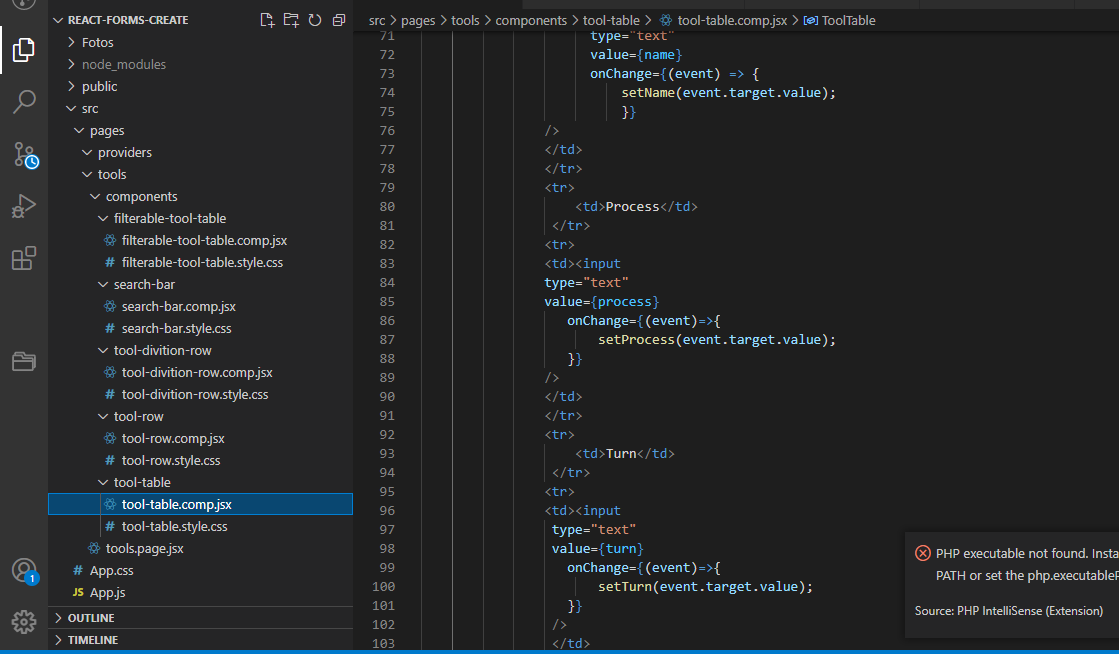 REACT-FORMS-CREATE
Fotos
node_modules
public
src
pages
providers
tools
components
filterable-tool-table
filterable-tool-table.comp.jsx
# filterable-tool-table.style.css
search-bar
search-bar.comp.jsx
# search-bar.style.css
tool-divition-row
tool-divition-row.comp.jsx
# tool-divition-row.style.css
tool-row
tool-row.comp.jsx
# tool-row.style.css
tool-table
tool-table.comp.jsx
# tool-table.style.css
tools.page.jsx
# App.css
JS App.js
OUTLINE
TIMELINE
1
src > pages > tools > components > tool-table > tool-table.comp.jsx > ToolTable
71 type="text"
72 value={name}
73 onChange={(event) => {
74 setName(event.target.value);
75 }}
76 />
77 </td>
78 </tr>
79 <tr>
80 <td>Process</td>
81 </tr>
82 <tr>
83 <td><input
84 type="text"
85 value={process}
86 onChange={(event)=>{
87 setProcess(event.target.value);
88 }}
89 />
90 </td>
91 </tr>
92 <tr>
93 <td>Turn</td>
94 </tr>
95 <tr>
96 <td><input
97 type="text"
98 value={turn}
99 onChange={(event)=>{
100 setTurn(event.target.value);
101 }}
102 />
103 </td>
PHP executable not found. Insta
PATH or set the php.executableP
Source: PHP IntelliSense (Extension)